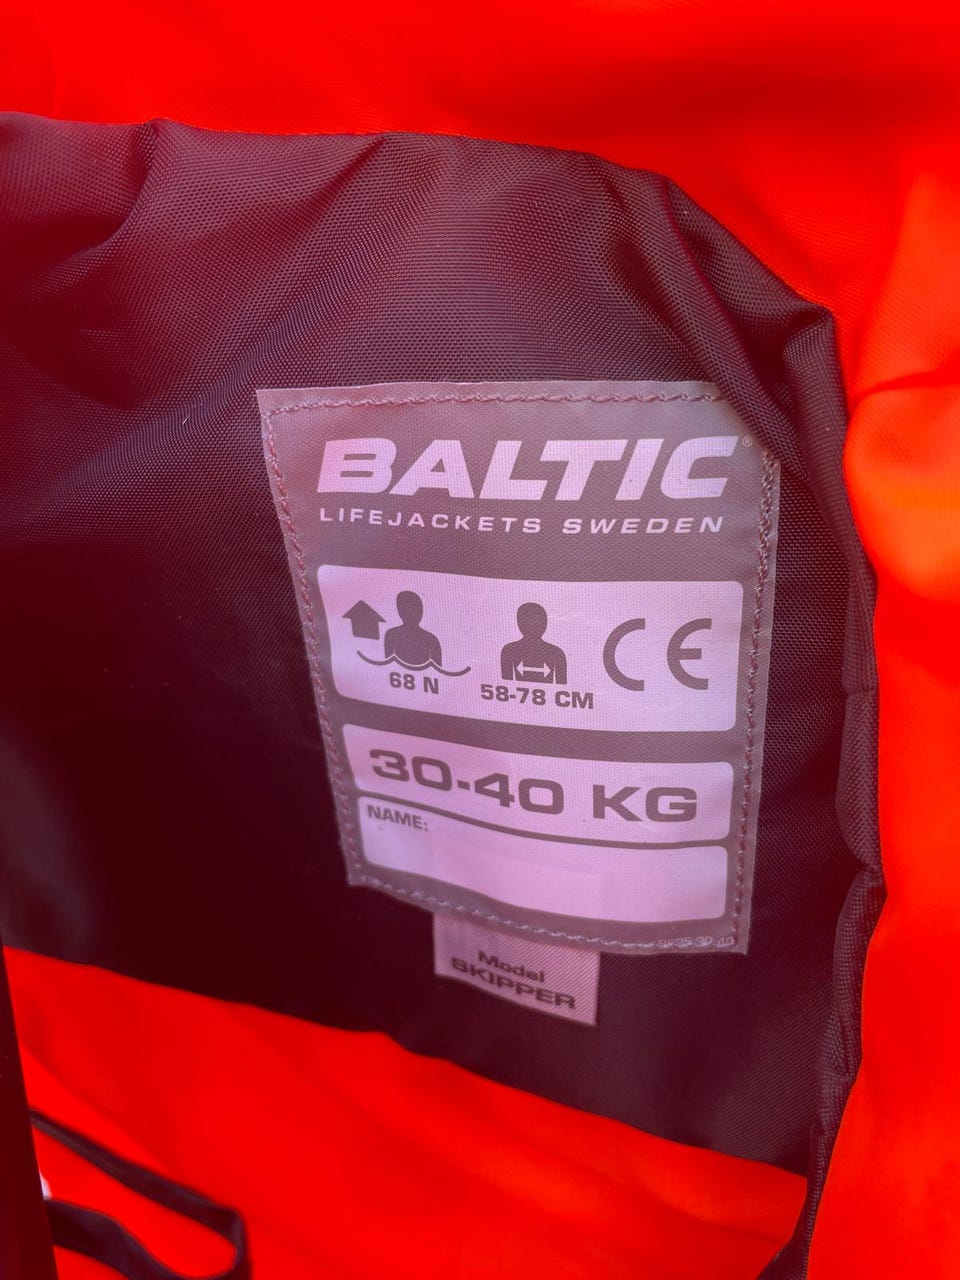 BALTIC®
LIFEJACKETS SWEDEN
68 N
58-78 CM
CE
30-40 KG
NAME:
Model
SKIPPER